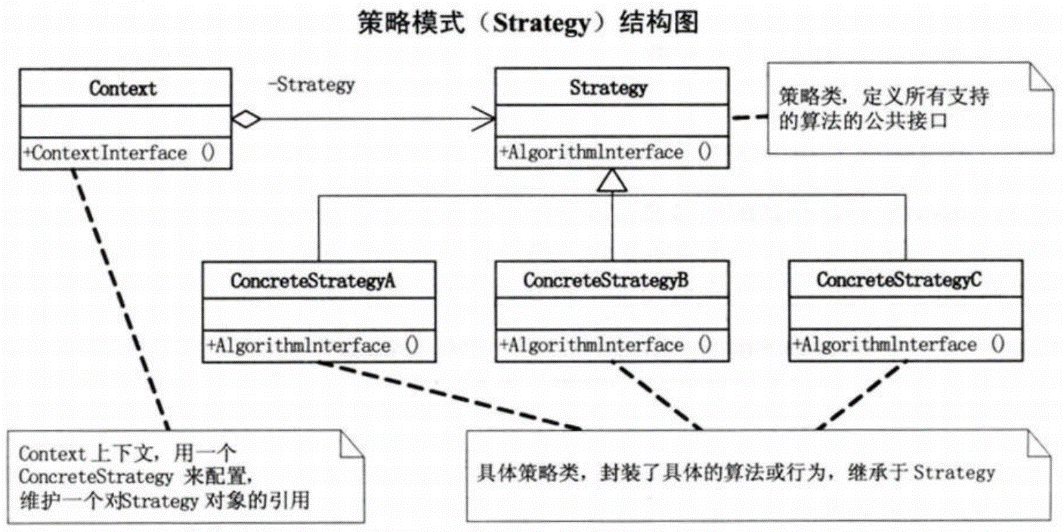 策略模式（Strategy）结构图
Context
-Strategy
Strategy
策略类，定义所有支持
的算法的公共接口
+ContextInterface ()
+Algorithmlnterface ()
ConcreteStrategyA
ConcreteStrategyB
ConcreteStrategyC
+Algorithmlnterface ()
+Algorithmlnterface ()
+Algorithmlnterface ()
Context 上下文，用一个
ConcreteStrategy 来配置，
维护一个对Strategy 对象的引用
具体策略类，封装了具体的算法或行为，继承于 Strategy